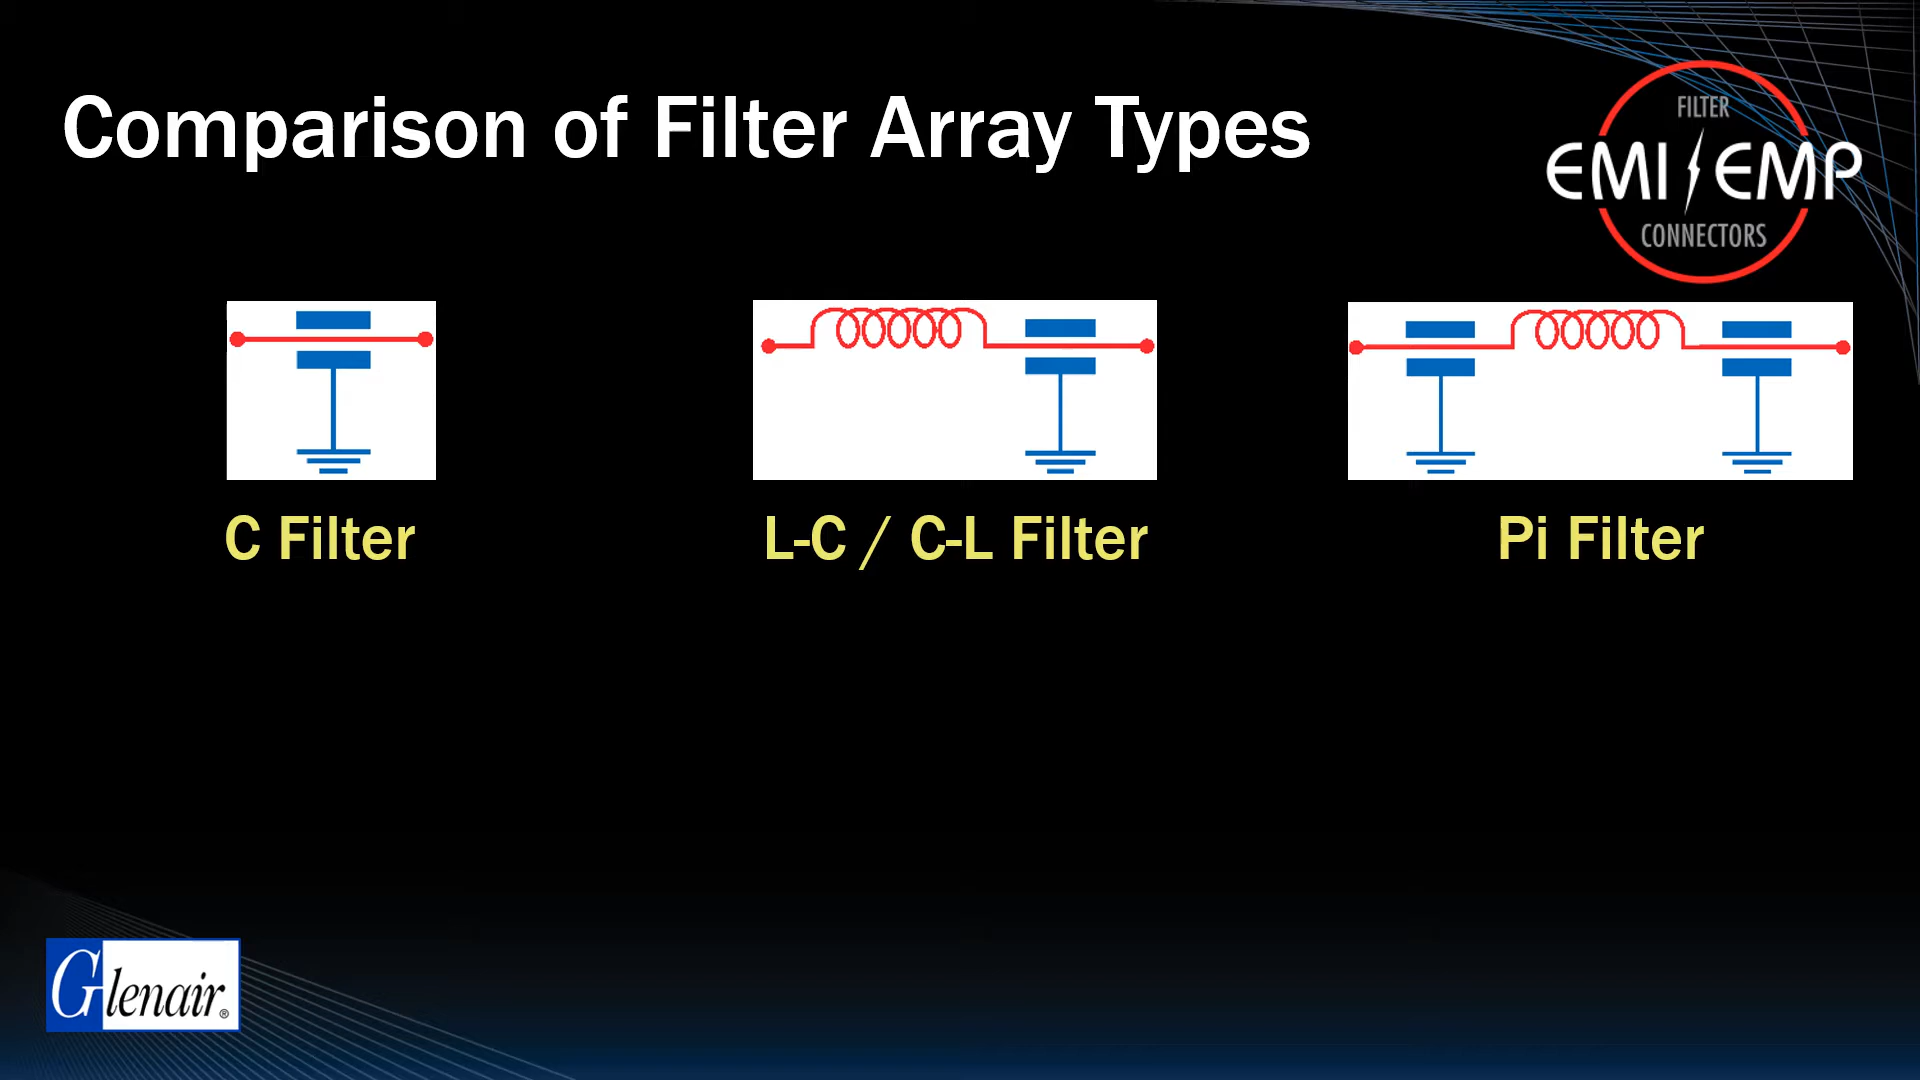 Comparison of Filter Array Types
FILTER
EMI EMP
CONNECTORS
C Filter
L-C / C-L Filter
Pi Filter
Glenair®